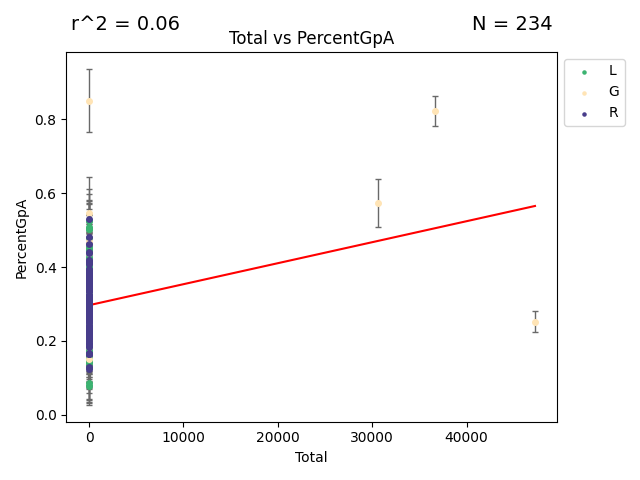 r^2 = 0.06 N = 234
Total vs PercentGpA
L
G
R
0.8
0.6
0.4
0.2
0.0
PercentGpA
0 10000 20000 30000 40000
Total